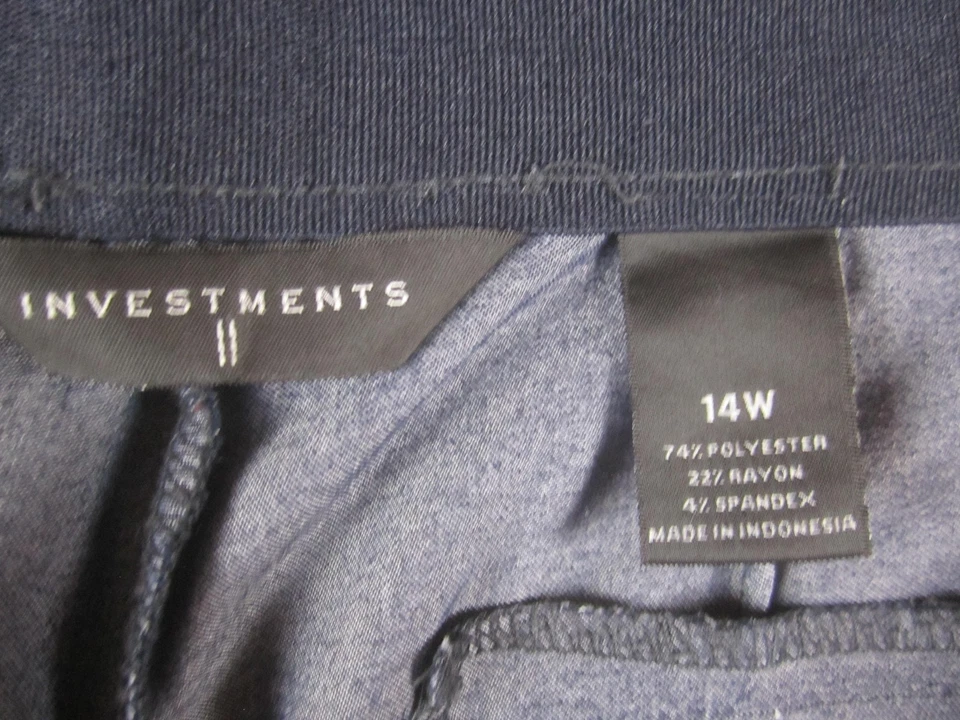 INVESTMENTS
II
14W
74% POLYESTER
22% RAYON
4% SPANDEX
MADE IN INDONESIA